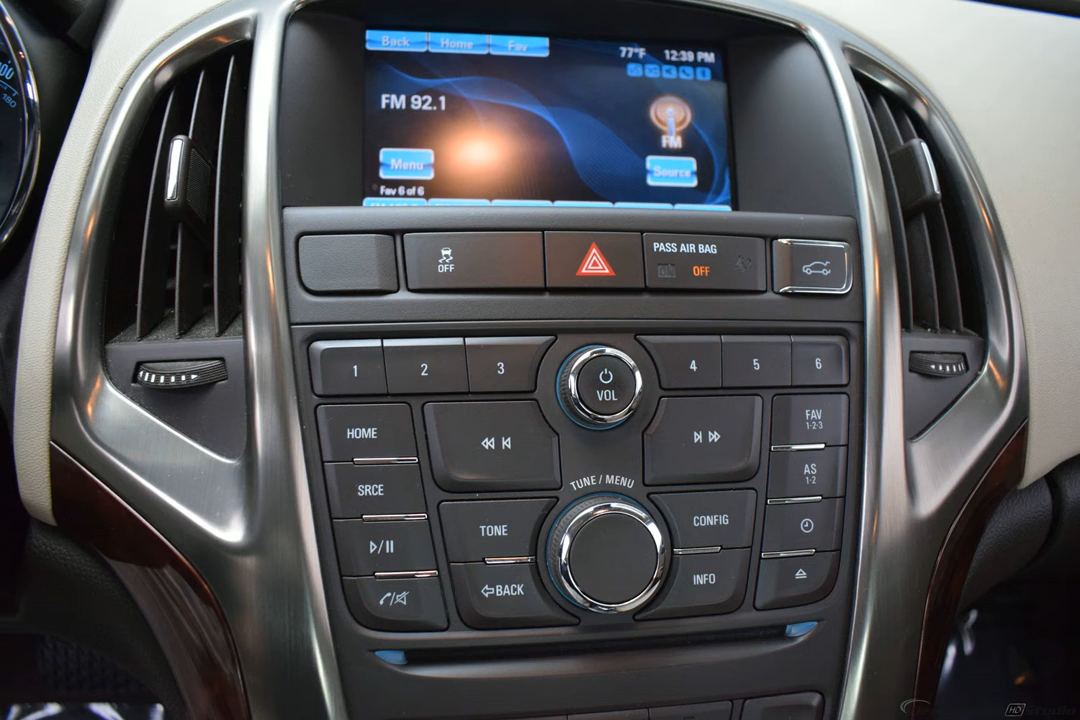 Back Home Fav
77°F 12:39 PM
FM 92.1
FM
Menu
Source
Fav 6 of 6
OFF
PASS AIR BAG
OFF
1 2 3
VOL
4 5 6
HOME
SRCE
TUNE / MENU
TONE
BACK
CONFIG
INFO
FAV
1-2-3
AS
1-2
180
HD